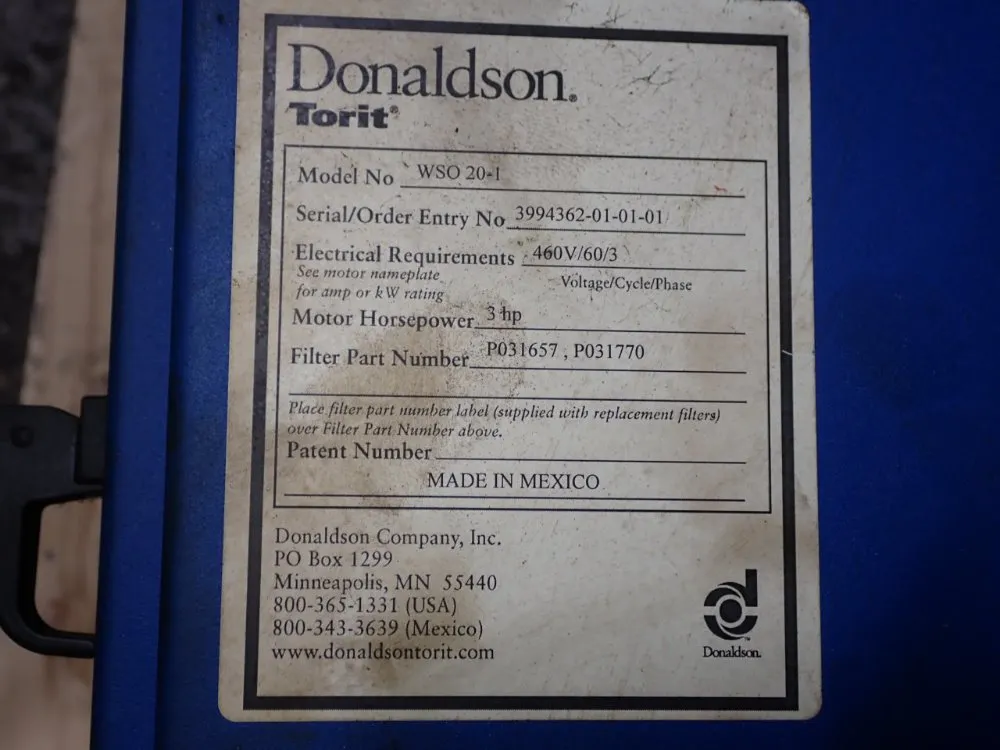 Donaldson®
Torit®
Model No WSO 20-1
Serial/Order Entry No 3994362-01-01-01
Electrical Requirements 460V/60/3
See motor nameplate Voltage/Cycle/Phase
for amp or kW rating
Motor Horsepower 3 hp
Filter Part Number P031657 , P031770
Place filter part number label (supplied with replacement filters)
over Filter Part Number above.
Patent Number
MADE IN MEXICO
Donaldson Company, Inc.
PO Box 1299
Minneapolis, MN 55440
800-365-1331 (USA)
800-343-3639 (Mexico)
www.donaldsontorit.com
Donaldson.